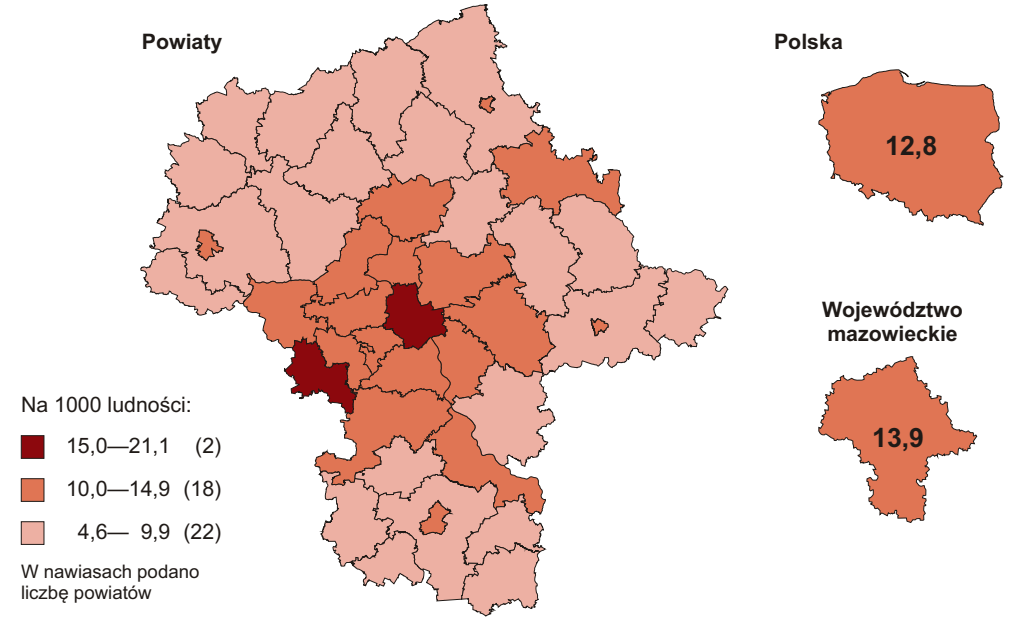 Powiaty
Polska
12,8
Województwo
mazowieckie
13,9
Na 1000 ludności:
15,0—21,1 (2)
10,0—14,9 (18)
4,6— 9,9 (22)
W nawiasach podano
liczbę powiatów